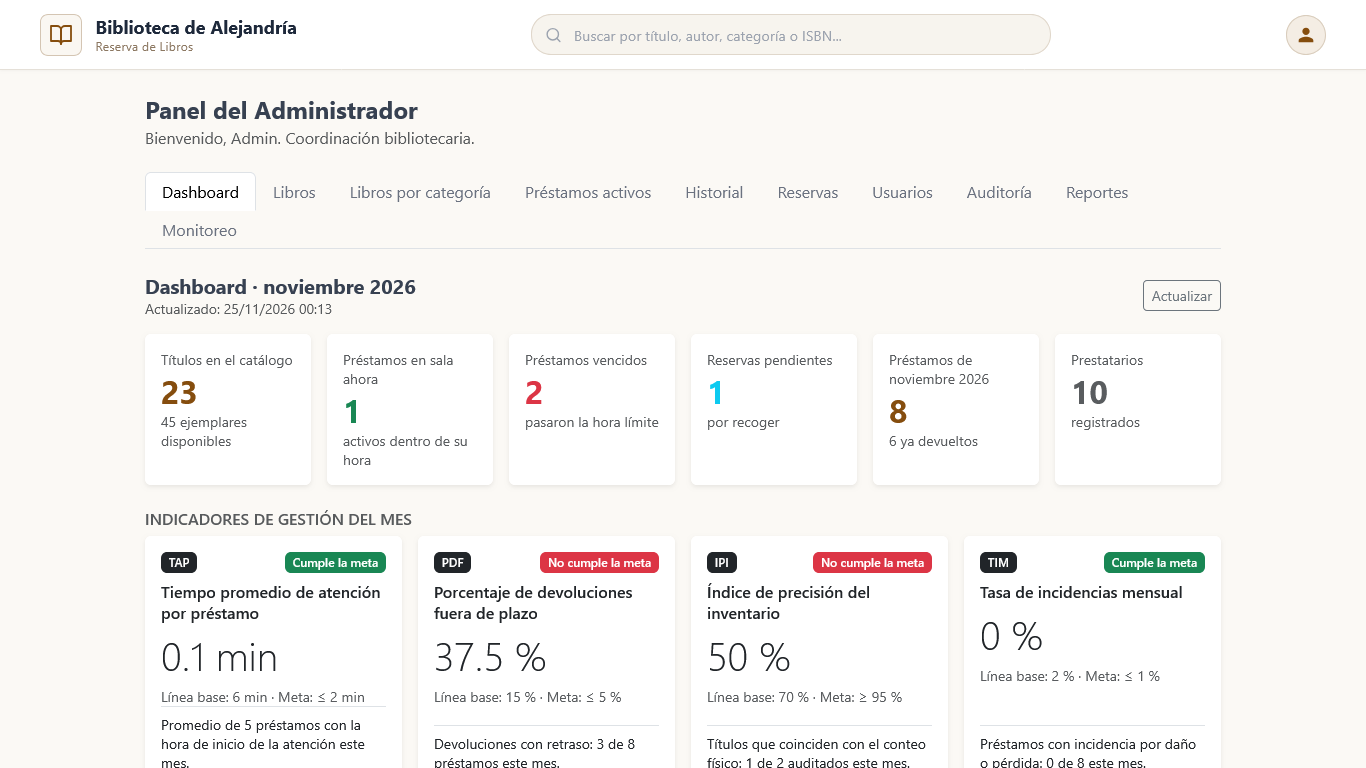 Biblioteca de Alejandría
Reserva de Libros
Buscar por título, autor, categoría o ISBN...
Panel del Administrador
Bienvenido, Admin. Coordinación bibliotecaria.
Dashboard Libros Libros por categoría Préstamos activos Historial Reservas Usuarios Auditoría Reportes
Monitoreo
Dashboard · noviembre 2026
Actualizado: 25/11/2026 00:13
Actualizar
Títulos en el catálogo
23
45 ejemplares
disponibles
Préstamos en sala
ahora
1
activos dentro de su
hora
Préstamos vencidos
2
pasaron la hora límite
Reservas pendientes
1
por recoger
Préstamos de
noviembre 2026
8
6 ya devueltos
Prestatarios
10
registrados
INDICADORES DE GESTIÓN DEL MES
TAP Cumple la meta
Tiempo promedio de atención
por préstamo
0.1 min
Línea base: 6 min · Meta: ≤ 2 min
Promedio de 5 préstamos con la
hora de inicio de la atención este
mes.
PDF No cumple la meta
Porcentaje de devoluciones
fuera de plazo
37.5 %
Línea base: 15 % · Meta: ≤ 5 %
Devoluciones con retraso: 3 de 8
préstamos este mes.
IPI No cumple la meta
Índice de precisión del
inventario
50 %
Línea base: 70 % · Meta: ≥ 95 %
Títulos que coinciden con el conteo
físico: 1 de 2 auditados este mes.
TIM Cumple la meta
Tasa de incidencias mensual
0 %
Línea base: 2 % · Meta: ≤ 1 %
Préstamos con incidencia por daño
o pérdida: 0 de 8 este mes.